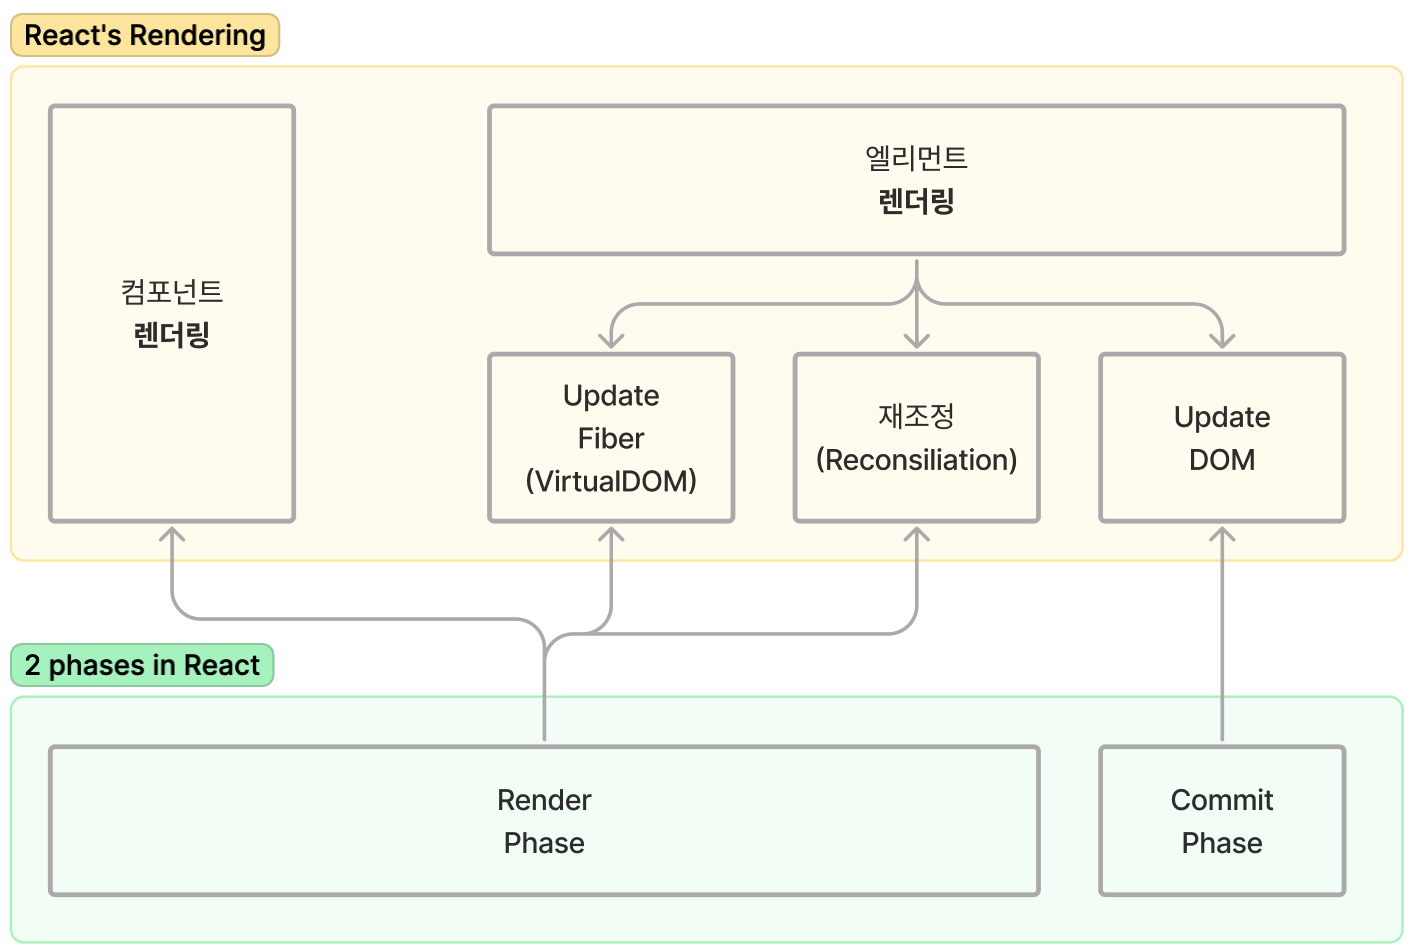 React's Rendering
컴포넌트
렌더링
엘리먼트
렌더링
Update
Fiber
(VirtualDOM)
재조정
(Reconsiliation)
Update
DOM
2 phases in React
Render
Phase
Commit
Phase